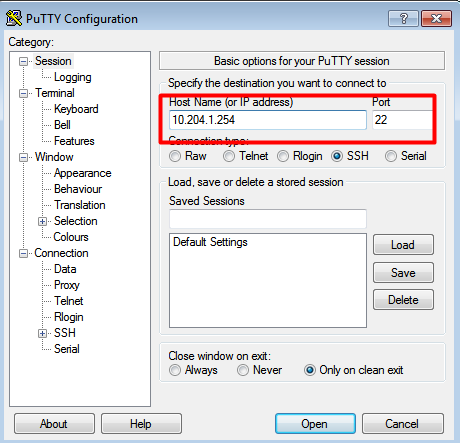 PuTTY Configuration
Category:
Session
Logging
Terminal
Keyboard
Bell
Features
Window
Appearance
Behaviour
Translation
Selection
Colours
Connection
Data
Proxy
Telnet
Rlogin
SSH
Serial
Basic options for your PuTTY session
Specify the destination you want to connect to
Host Name (or IP address) Port
10.204.1.254 22
Connection type:
Raw Telnet Rlogin SSH Serial
Load, save or delete a stored session
Saved Sessions
Default Settings
Load
Save
Delete
Close window on exit:
Always Never Only on clean exit
About Help Open Cancel